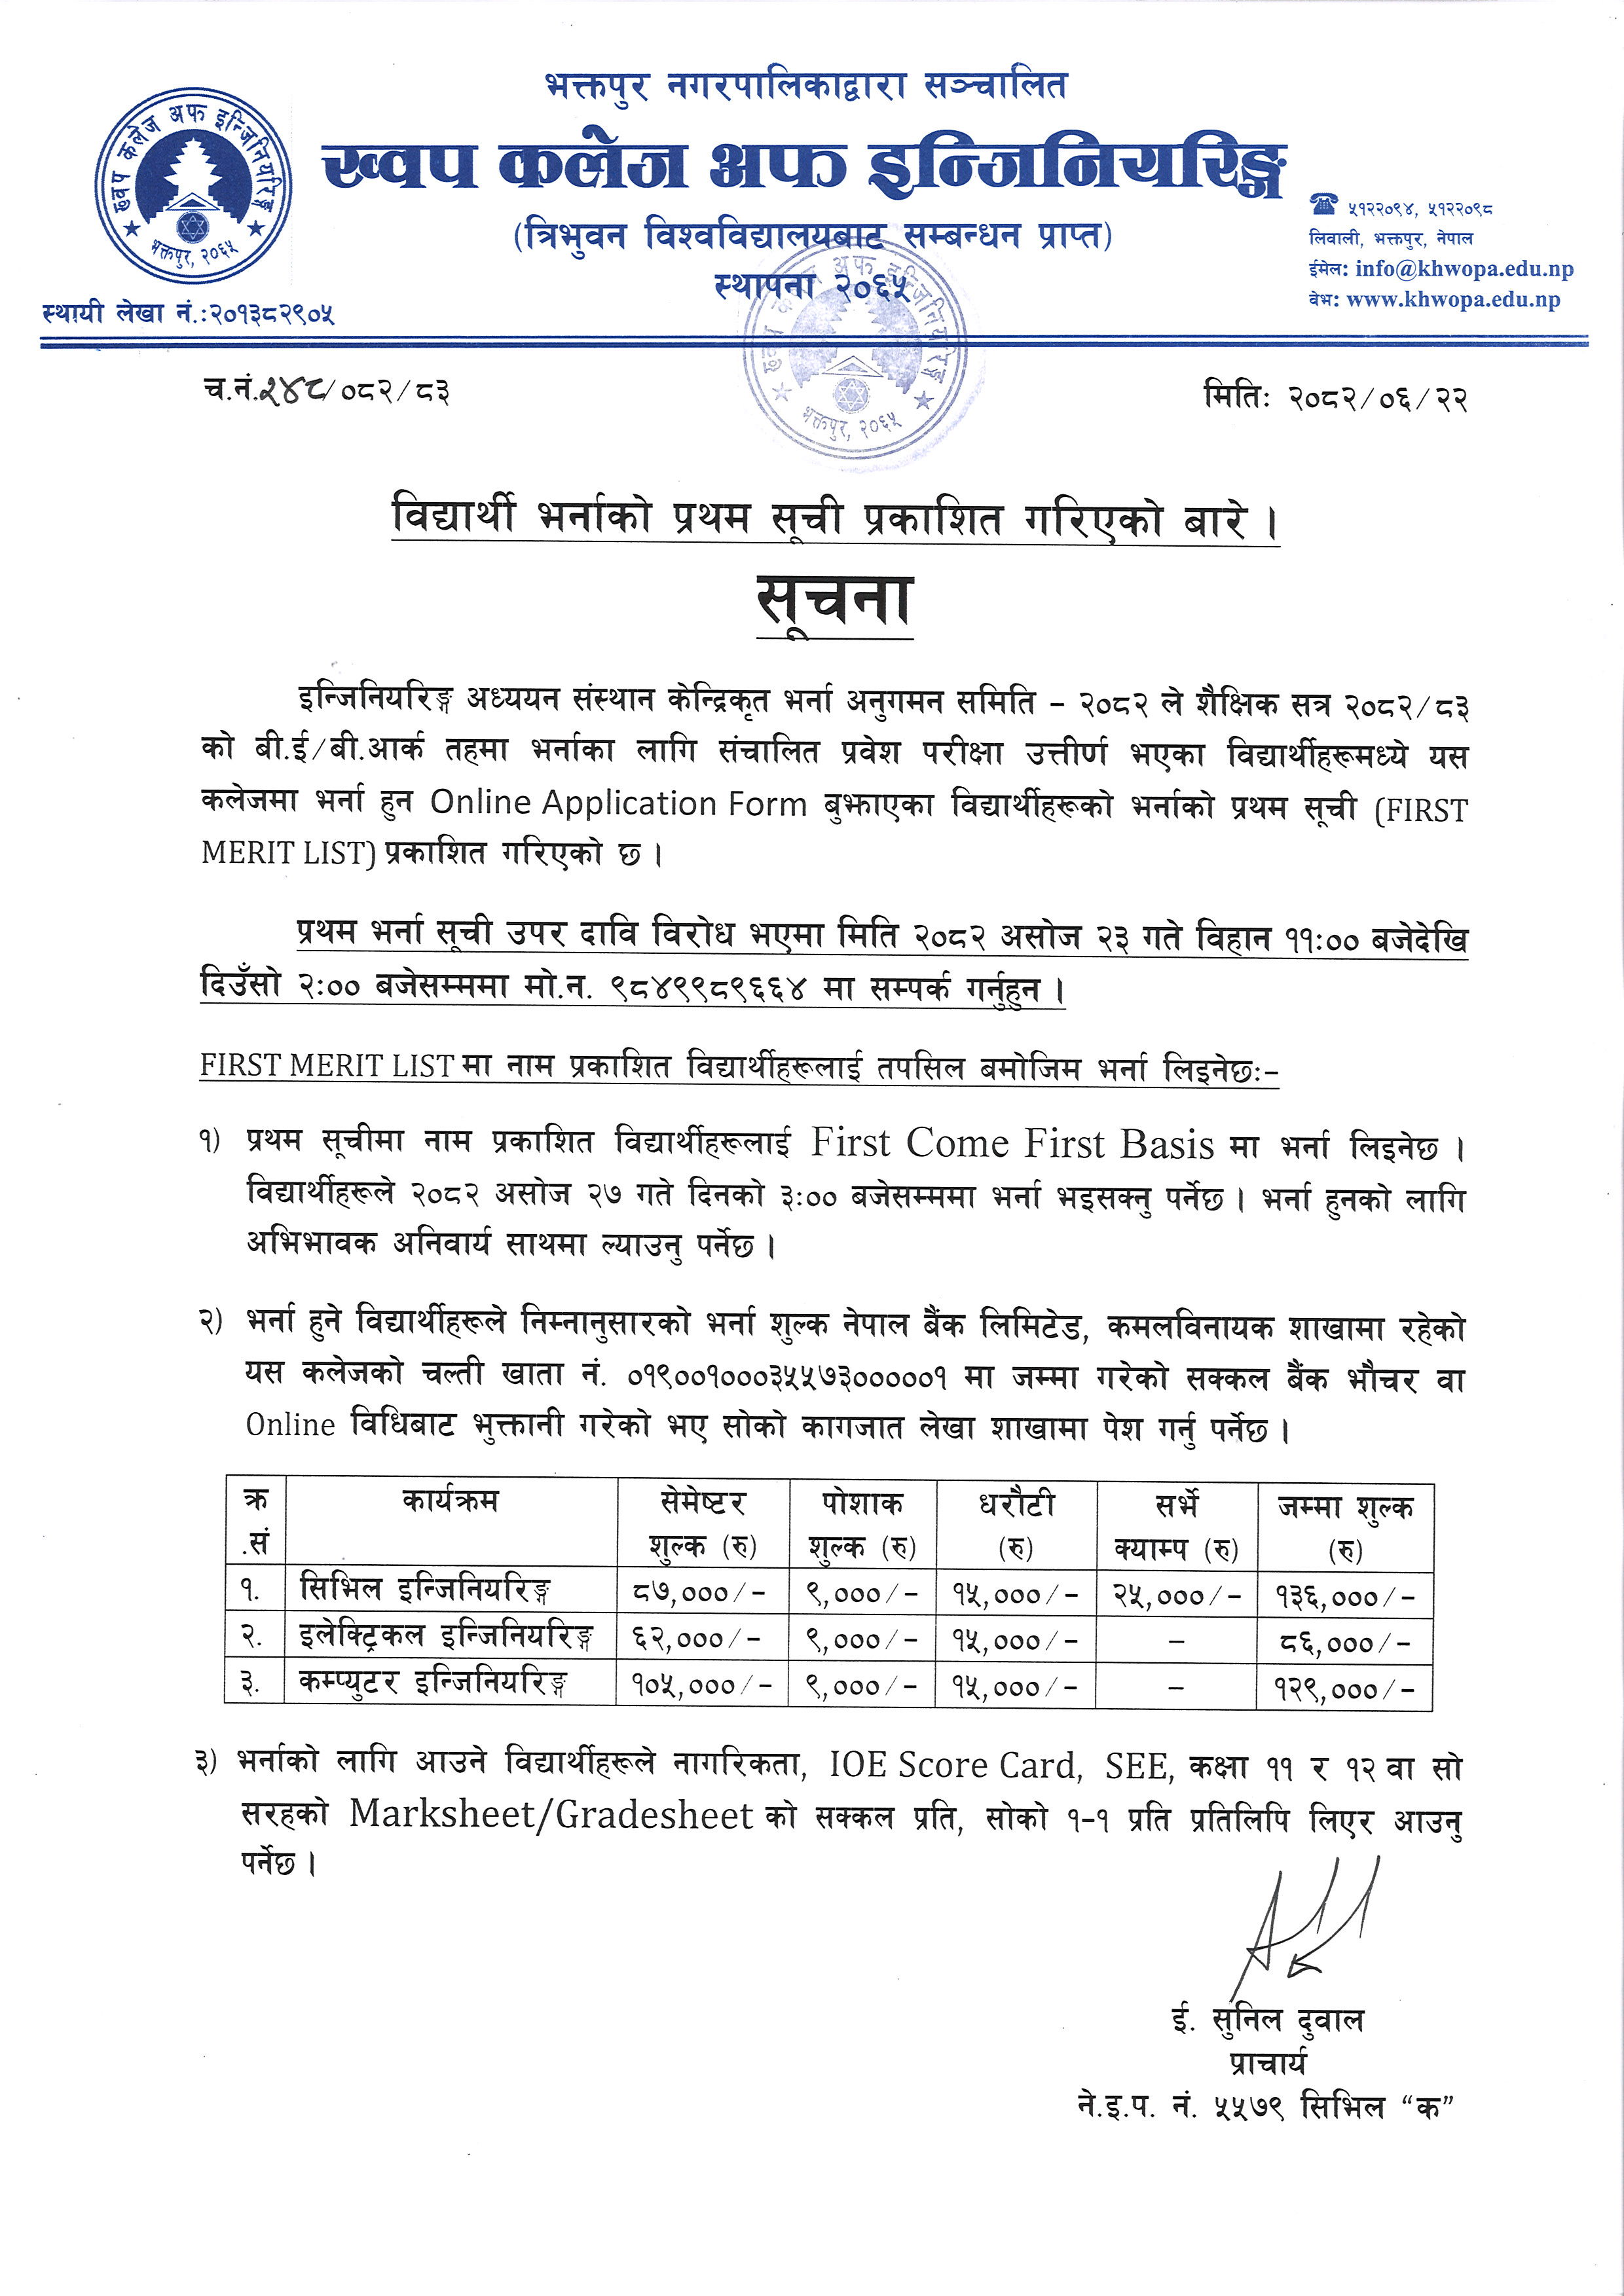 भक्तपुर नगरपालिकाद्वारा सञ्चालित
ख्वप कलेज अफ इन्जिनियरिङ्ग
(त्रिभुवन विश्वविद्यालयबाट सम्बन्धन प्राप्त)
स्थापना २०६५
ख्वप कलेज अफ इन्जिनियरिङ्ग
भक्तपुर, २०६५
स्थायी लेखा नं.:२०१३८२९०५
☎ ५१२२०९४, ५१२२०९८
लिवाली, भक्तपुर, नेपाल
ईमेल: info@khwopa.edu.np
वेभ: www.khwopa.edu.np
ख्वप कलेज अफ इन्जिनियरिङ्ग
भक्तपुर, २०६५
च.नं.२४८/०८२/८३
मितिः २०८२/०६/२२
विद्यार्थी भर्नाको प्रथम सूची प्रकाशित गरिएको बारे ।
सूचना
इन्जिनियरिङ्ग अध्ययन संस्थान केन्द्रिकृत भर्ना अनुगमन समिति – २०८२ ले शैक्षिक सत्र २०८२/८३
को बी.ई/बी.आर्क तहमा भर्नाका लागि संचालित प्रवेश परीक्षा उत्तीर्ण भएका विद्यार्थीहरूमध्ये यस
कलेजमा भर्ना हुन Online Application Form बुझाएका विद्यार्थीहरूको भर्नाको प्रथम सूची (FIRST
MERIT LIST) प्रकाशित गरिएको छ ।
प्रथम भर्ना सूची उपर दावि विरोध भएमा मिति २०८२ असोज २३ गते विहान ११:०० बजेदेखि
दिउँसो २:०० बजेसम्ममा मो.न. ९८४९९८९६६४ मा सम्पर्क गर्नुहुन ।
FIRST MERIT LIST मा नाम प्रकाशित विद्यार्थीहरूलाई तपसिल बमोजिम भर्ना लिइनेछः–
१) प्रथम सूचीमा नाम प्रकाशित विद्यार्थीहरूलाई First Come First Basis मा भर्ना लिइनेछ ।
विद्यार्थीहरूले २०८२ असोज २७ गते दिनको ३:०० बजेसम्ममा भर्ना भइसक्नु पर्नेछ । भर्ना हुनको लागि
अभिभावक अनिवार्य साथमा ल्याउनु पर्नेछ ।
२) भर्ना हुने विद्यार्थीहरूले निम्नानुसारको भर्ना शुल्क नेपाल बैंक लिमिटेड, कमलविनायक शाखामा रहेको
यस कलेजको चल्ती खाता नं. ०१९००१०००३५५७३०००००१ मा जम्मा गरेको सक्कल बैंक भौचर वा
Online विधिबाट भुक्तानी गरेको भए सोको कागजात लेखा शाखामा पेश गर्नु पर्नेछ ।
क्र .सं कार्यक्रम सेमेष्टर शुल्क (रु) पोशाक शुल्क (रु) धरौटी (रु) सर्भे क्याम्प (रु) जम्मा शुल्क (रु)
१. सिभिल इन्जिनियरिङ्ग ८७,०००/– ९,०००/– १५,०००/– २५,०००/– १३६,०००/–
२. इलेक्ट्रिकल इन्जिनियरिङ्ग ६२,०००/– ९,०००/– १५,०००/– – ८६,०००/–
३. कम्प्युटर इन्जिनियरिङ्ग १०५,०००/– ९,०००/– १५,०००/– – १२९,०००/–
३) भर्नाको लागि आउने विद्यार्थीहरूले नागरिकता, IOE Score Card, SEE, कक्षा ११ र १२ वा सो
सरहको Marksheet/Gradesheet को सक्कल प्रति, सोको १–१ प्रति प्रतिलिपि लिएर आउनु
पर्नेछ ।
ई. सुनिल दुवाल
प्राचार्य
ने.इ.प. नं. ५५७९ सिभिल “क”